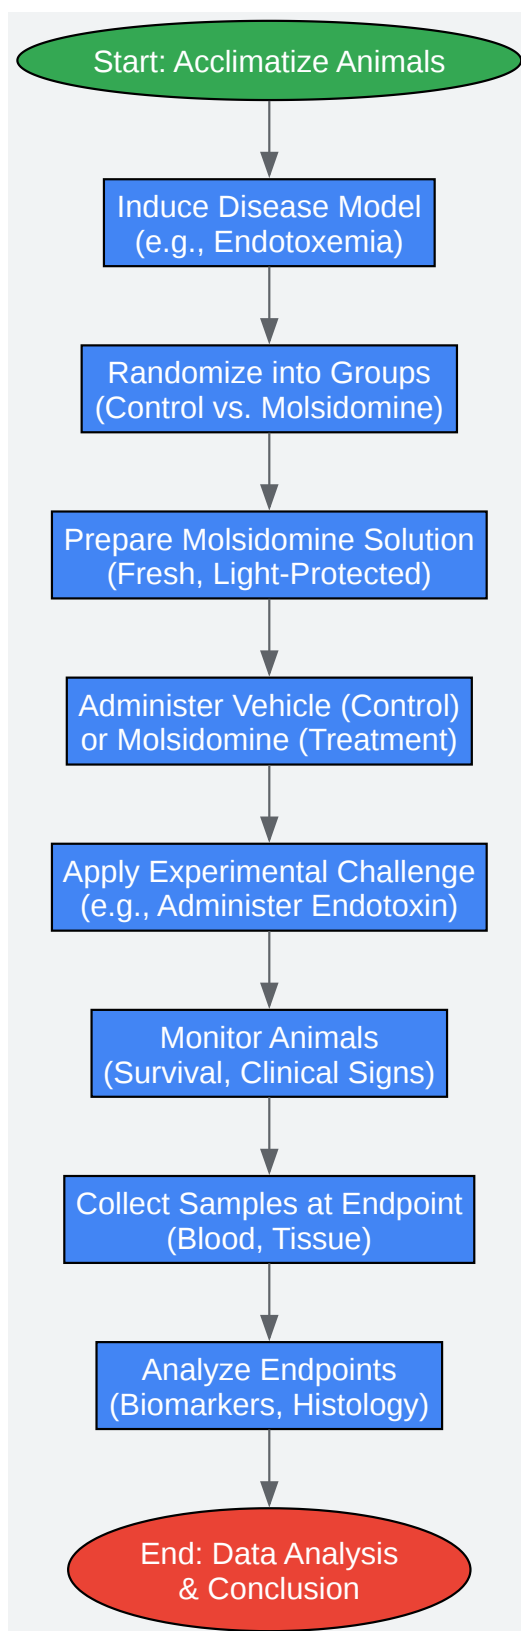 Start: Acclimatize Animals
Induce Disease Model
(e.g., Endotoxemia)
Randomize into Groups
(Control vs. Molsidomine)
Prepare Molsidomine Solution
(Fresh, Light-Protected)
Administer Vehicle (Control)
or Molsidomine (Treatment)
Apply Experimental Challenge
(e.g., Administer Endotoxin)
Monitor Animals
(Survival, Clinical Signs)
Collect Samples at Endpoint
(Blood, Tissue)
Analyze Endpoints
(Biomarkers, Histology)
End: Data Analysis
& Conclusion